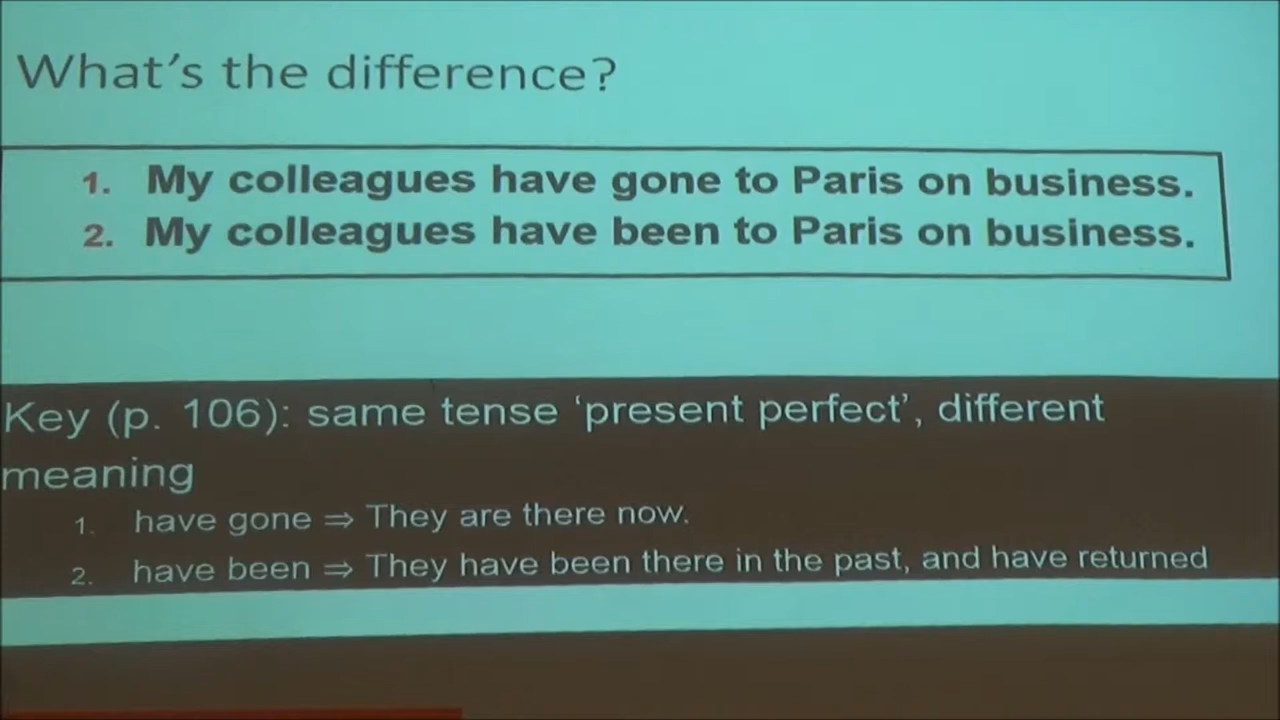 What's the difference?
1. My colleagues have gone to Paris on business.
2. My colleagues have been to Paris on business.
Key (p. 106): same tense ‘present perfect’, different
meaning
1. have gone ⇒ They are there now.
2. have been ⇒ They have been there in the past, and have returned